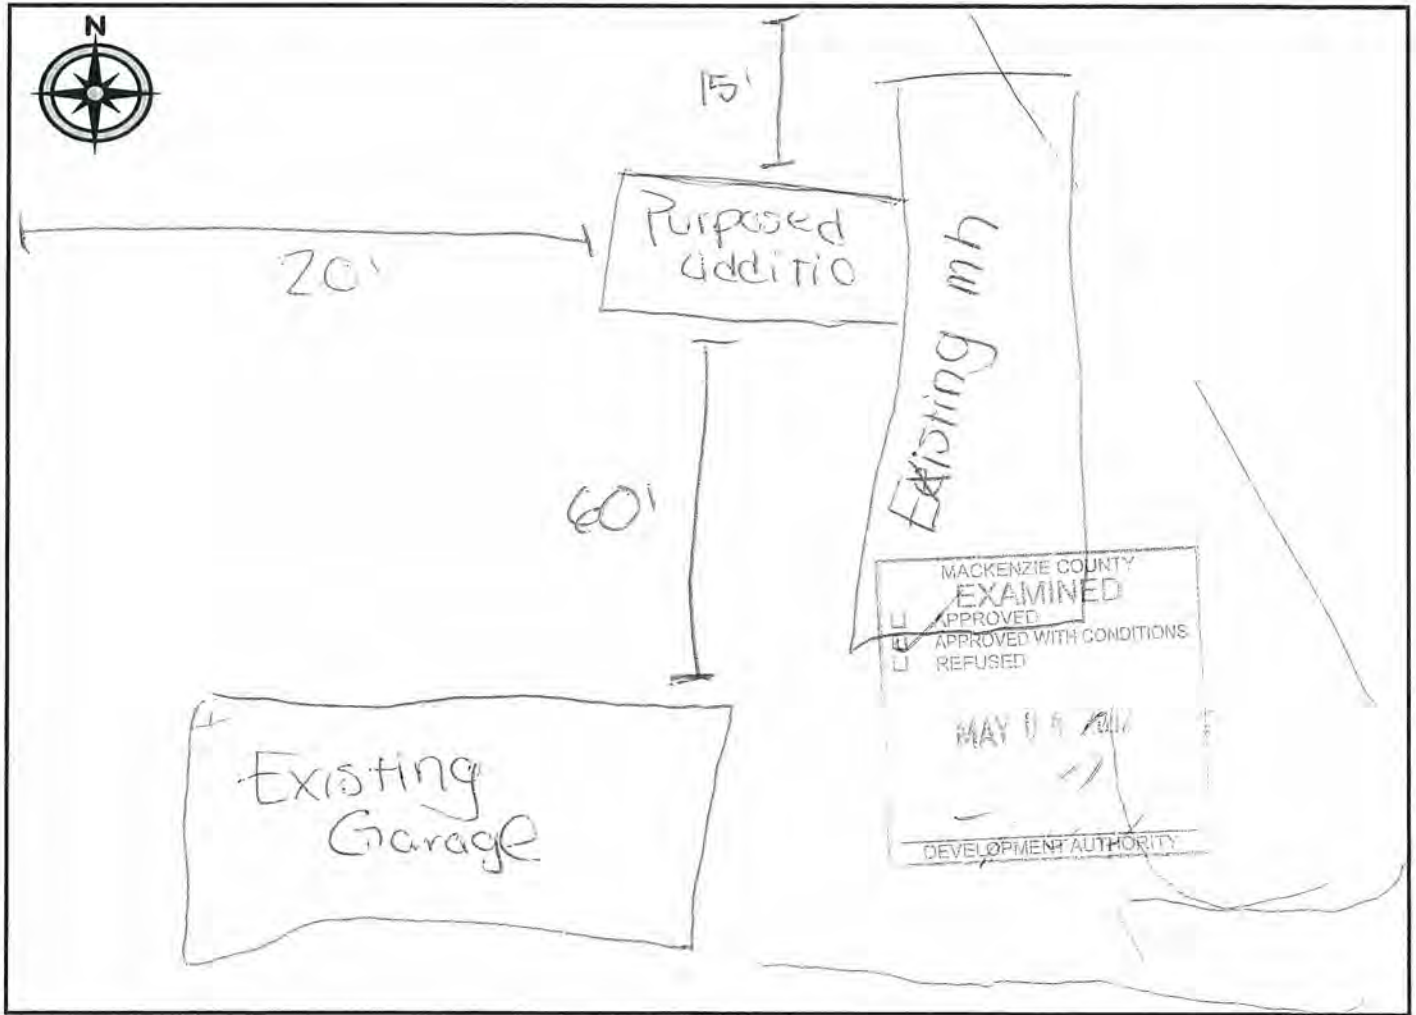 N
15'
20'
Purposed
additio
Existing mh
60'
Existing
Garage
MACKENZIE COUNTY
EXAMINED
APPROVED
APPROVED WITH CONDITIONS
REFUSED
MAY
DEVELOPMENT AUTHORITY